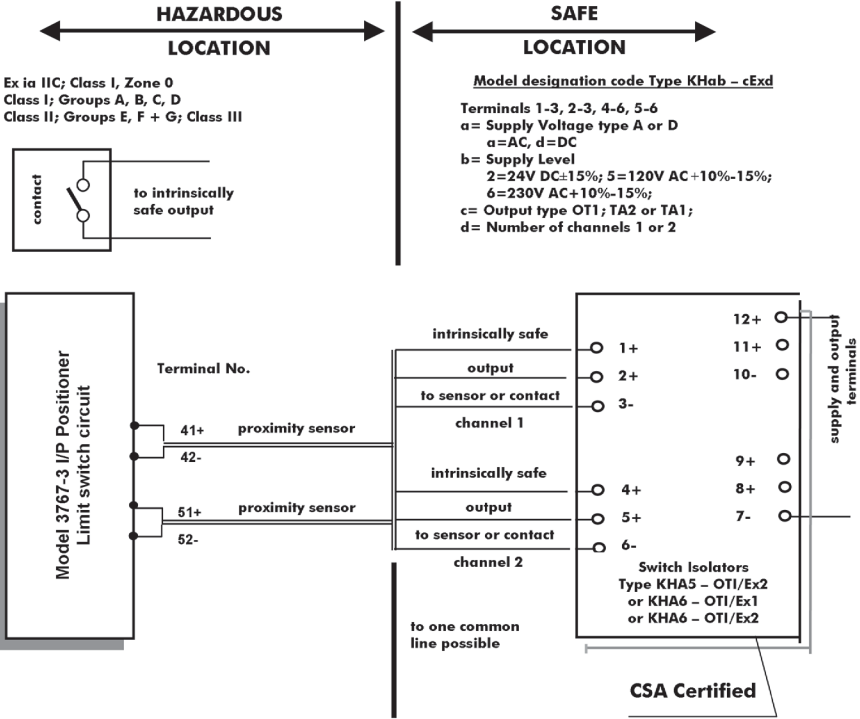 HAZARDOUS
LOCATION
SAFE
LOCATION
Ex ia IIC; Class I, Zone 0
Class I; Groups A, B, C, D
Class II; Groups E, F + G; Class III
contact
to intrinsically
safe output
Model designation code Type KHab – cExd
Terminals 1-3, 2-3, 4-6, 5-6
a= Supply Voltage type A or D
a=AC, d=DC
b= Supply Level
2=24V DC±15%; 5=120V AC+10%-15%;
6=230V AC+10%-15%;
c= Output type OT1; TA2 or TA1;
d= Number of channels 1 or 2
Model 3767-3 I/P Positioner
Limit switch circuit
Terminal No.
41+
proximity sensor
42-
51+
proximity sensor
52-
intrinsically safe
output
to sensor or contact
channel 1
intrinsically safe
output
to sensor or contact
channel 2
1+
2+
3-
4+
5+
6-
12+
11+
10-
9+
8+
7-
supply and output
terminals
Switch Isolators
Type KHA5 – OTI/Ex2
or KHA6 – OTI/Ex1
or KHA6 – OTI/Ex2
to one common
line possible
CSA Certified